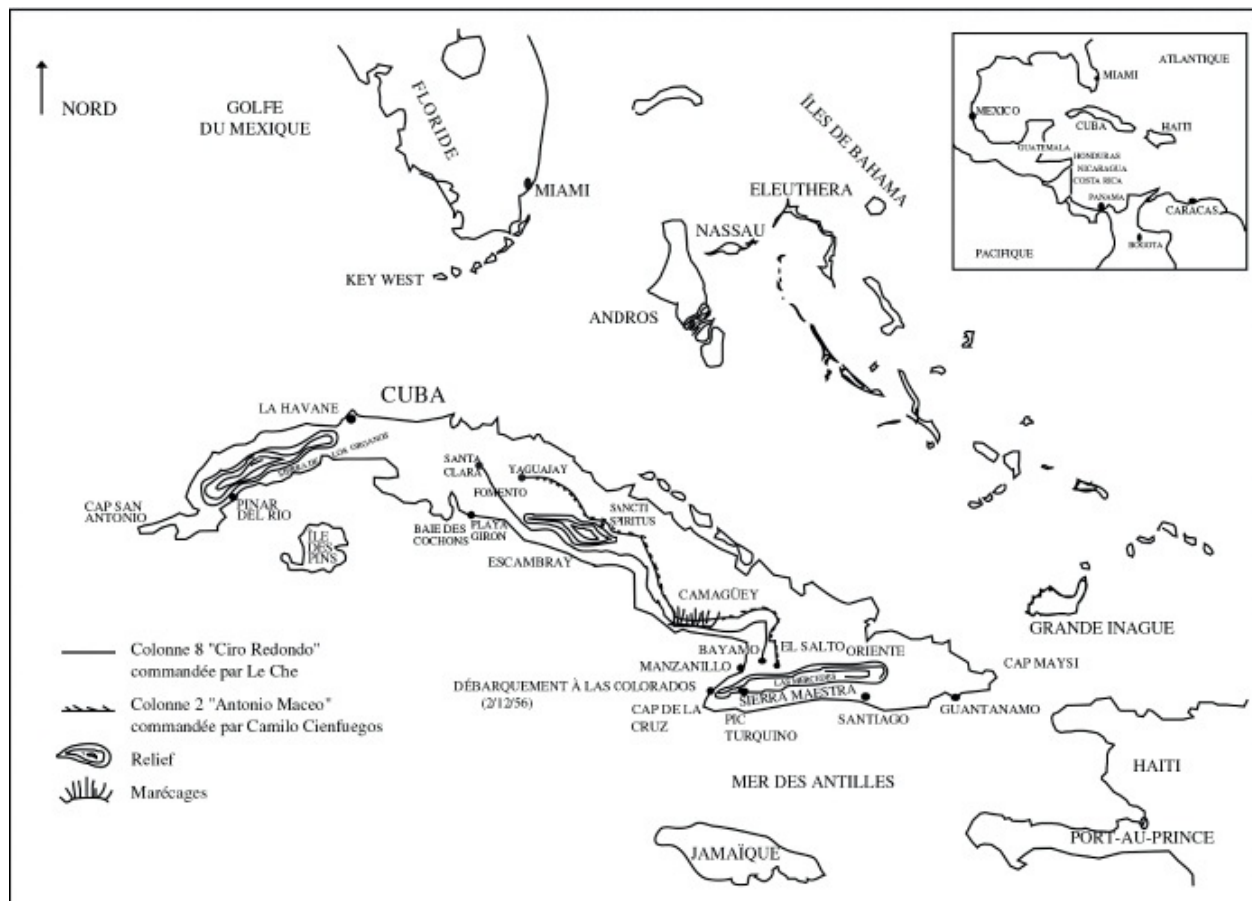 NORD
GOLFE
DU MEXIQUE
FLORIDE
MIAMI
KEY WEST
ÎLES DE BAHAMA
ELEUTHERA
NASSAU
ANDROS
ATLANTIQUE
MIAMI
MEXICO
CUBA
HAITI
GUATEMALA
HONDURAS
NICARAGUA
COSTA RICA
PANAMA
CARACAS
BOGOTA
PACIFIQUE
CUBA
LA HAVANE
SIERRA DE LOS ORGANOS
PINAR
DEL RIO
CAP SAN
ANTONIO
ÎLE
DES
PINS
SANTA
CLARA
YAGUAJAY
FOMENTO
SANCTI
SPIRITUS
BAIE DES
COCHONS
PLAYA
GIRON
ESCAMBRAY
CAMAGÜEY
GRANDE INAGUE
BAYAMO
EL SALTO
ORIENTE
MANZANILLO
CAP MAYSI
LAS MERCEDES
DÉBARQUEMENT À LAS COLORADOS
(2/12/56)
SIERRA MAESTRA
CAP DE LA
CRUZ
PIC
TURQUINO
SANTIAGO
GUANTANAMO
MER DES ANTILLES
HAITI
PORT-AU-PRINCE
JAMAÏQUE
Colonne 8 "Ciro Redondo"
commandée par Le Che
Colonne 2 "Antonio Maceo"
commandée par Camilo Cienfuegos
Relief
Marécages